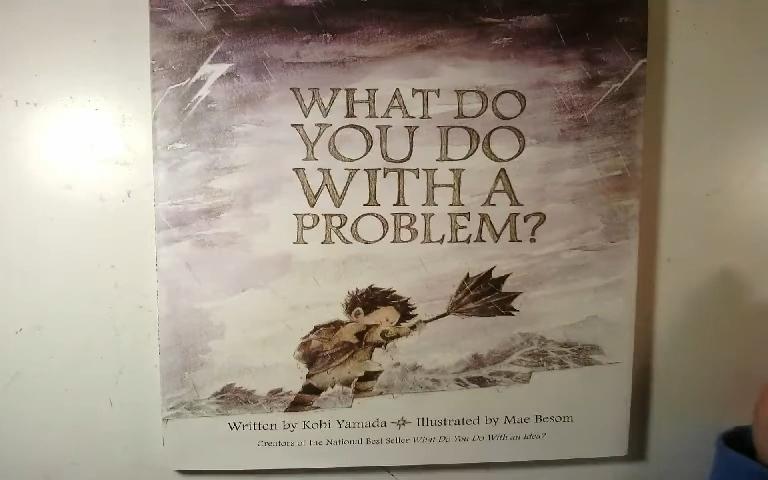 WHAT DO
YOU DO
WITH A
PROBLEM?
Written by Kobi Yamada Illustrated by Mae Besom
Creators of the National Best Seller What Do You Do With an Idea?